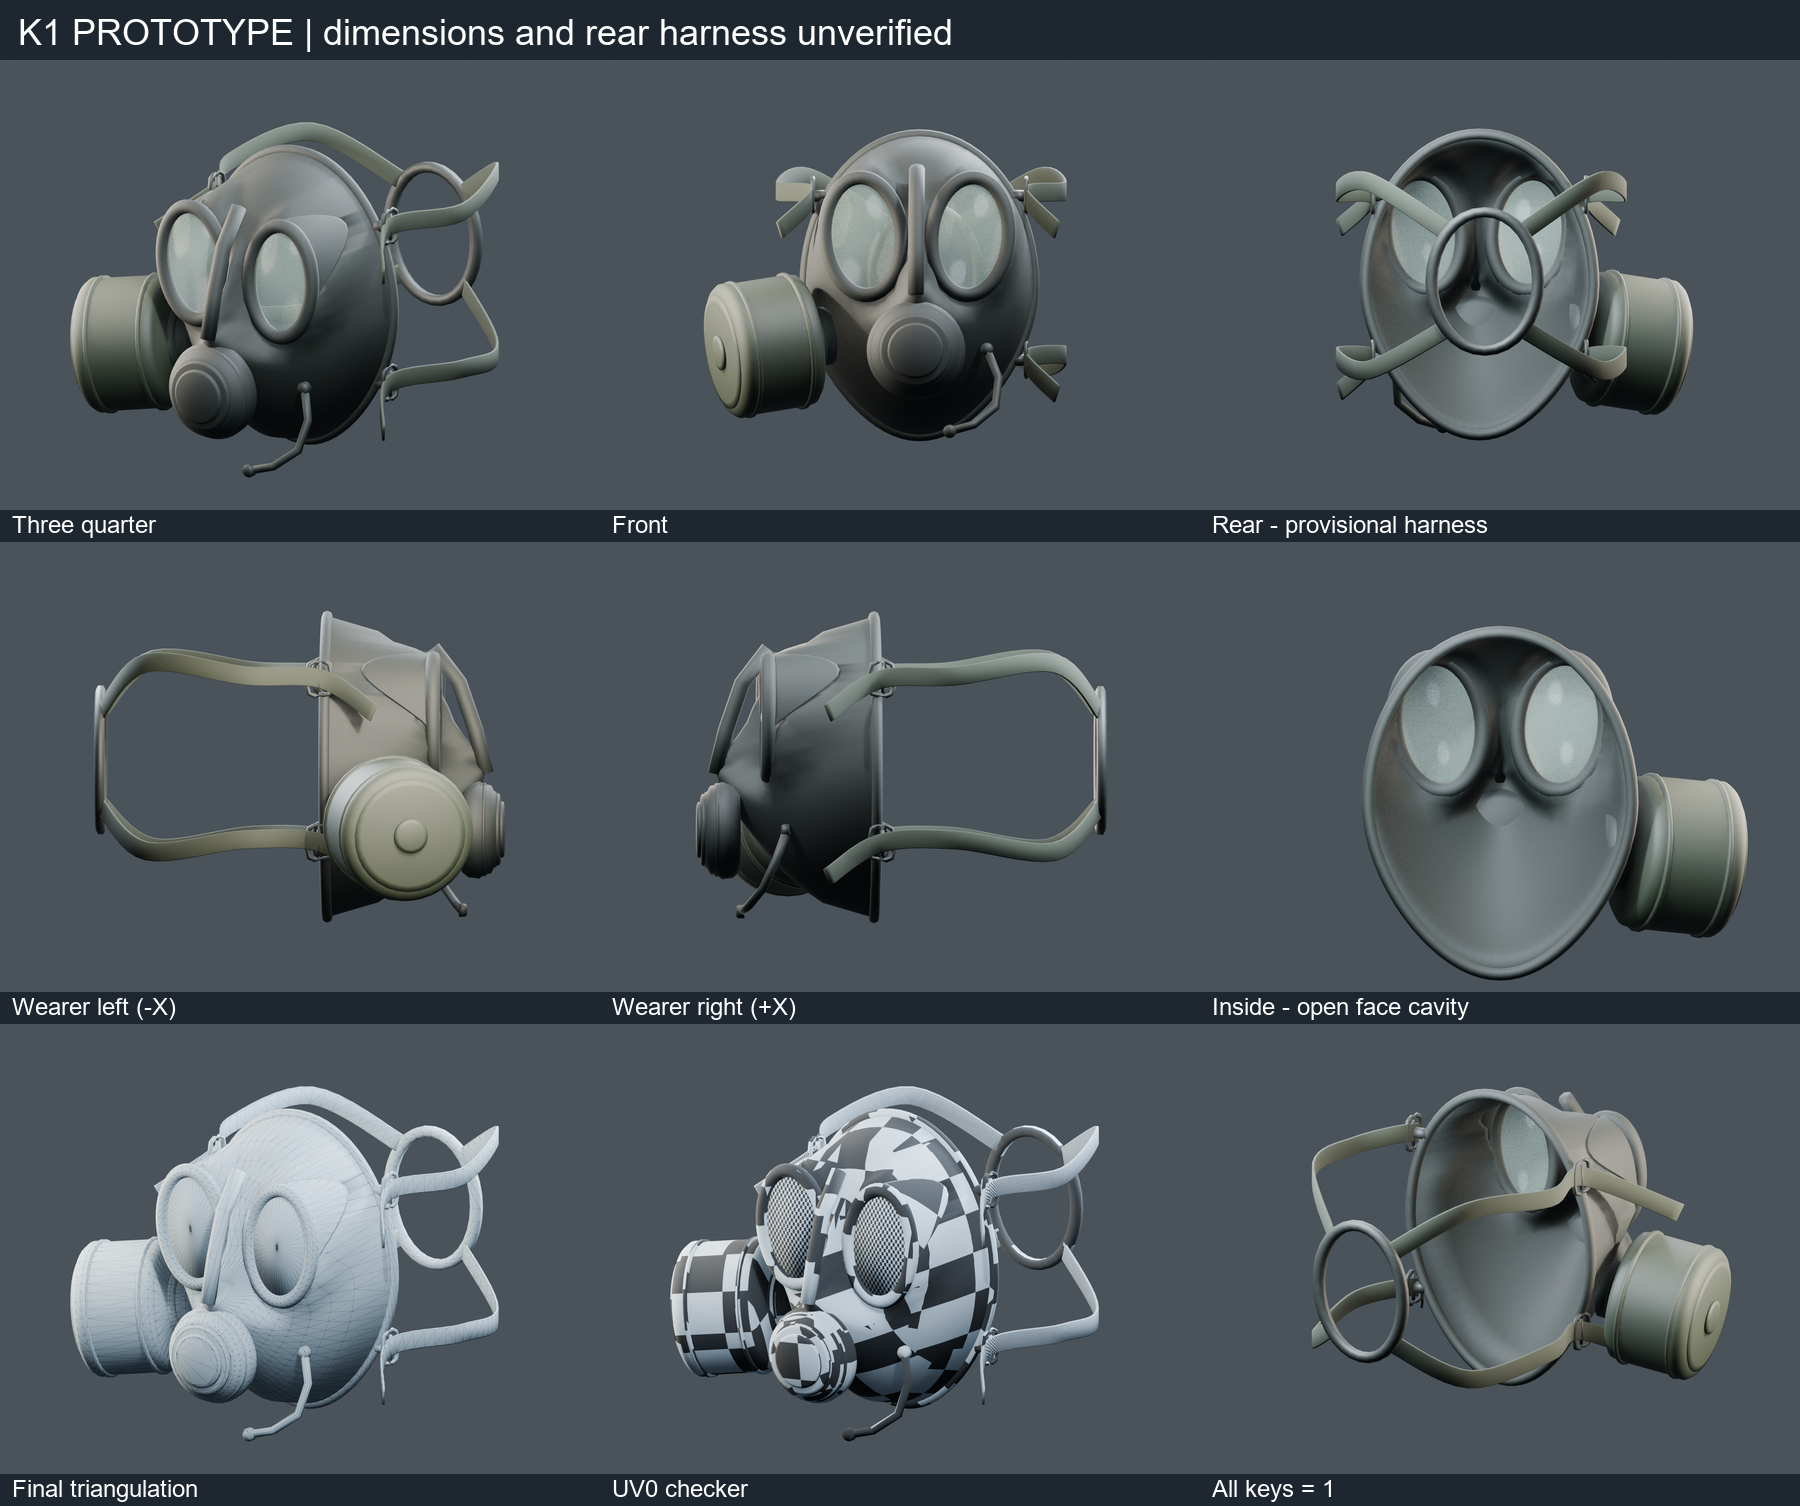 K1 PROTOTYPE | dimensions and rear harness unverified
Three quarter
Front
Rear - provisional harness
Wearer left (-X)
Wearer right (+X)
Inside - open face cavity
Final triangulation
UV0 checker
All keys = 1